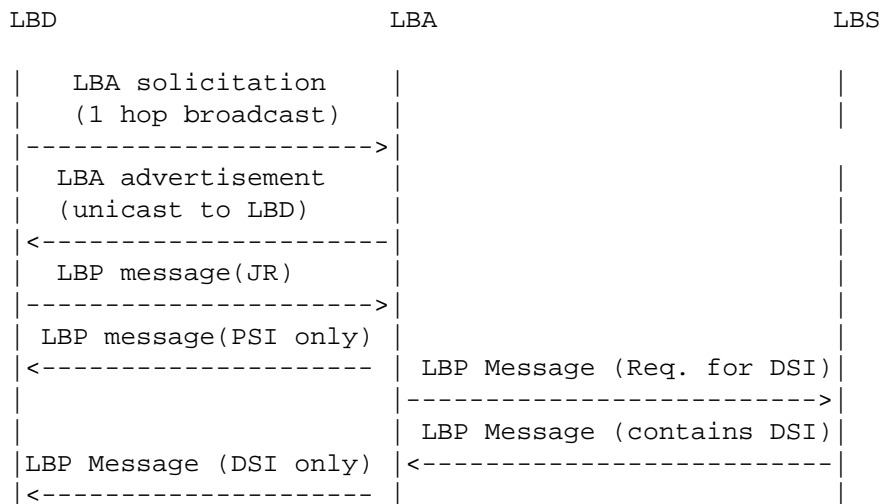 LBD LBA LBS
LBA solicitation
(1 hop broadcast)
LBA advertisement
(unicast to LBD)
LBP message(JR)
LBP message(PSI only)
LBP Message (Req. for DSI)
LBP Message (contains DSI)
LBP Message (DSI only)